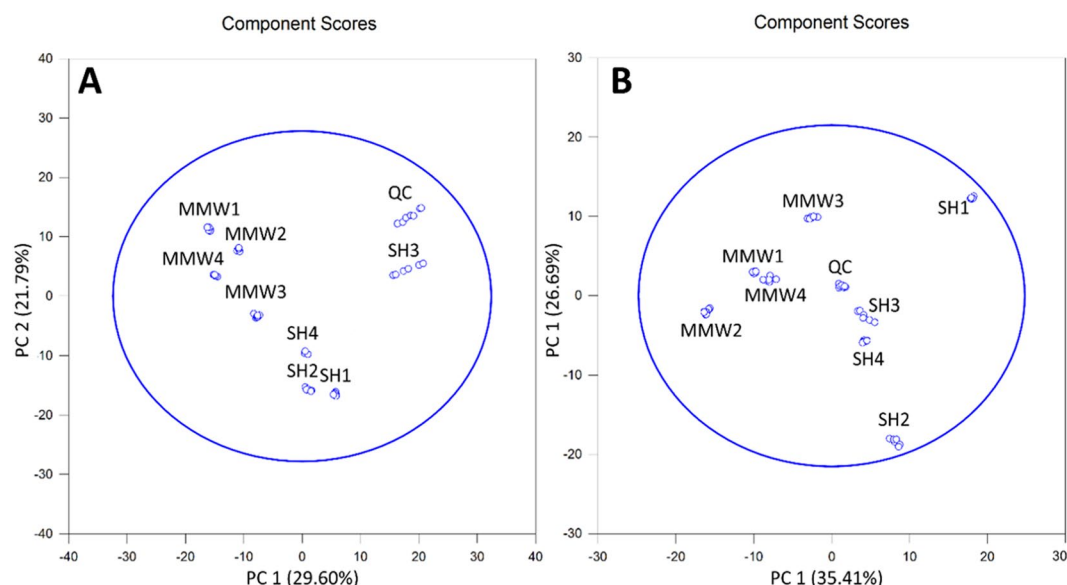 Component Scores
A
40
30
20
10
0
-10
-20
-30
-40
PC 2 (21.79%)
QC
MMW1
MMW2
SH3
MMW4
MMW3
SH4
SH2 SH1
-40 -30 -20 -10 0 10 20 30 40
PC 1 (29.60%)
Component Scores
B
30
20
10
0
-10
-20
-30
PC 1 (26.69%)
MMW3
SH1
MMW1
QC
MMW4
SH3
MMW2
SH4
SH2
-30 -20 -10 0 10 20 30
PC 1 (35.41%)